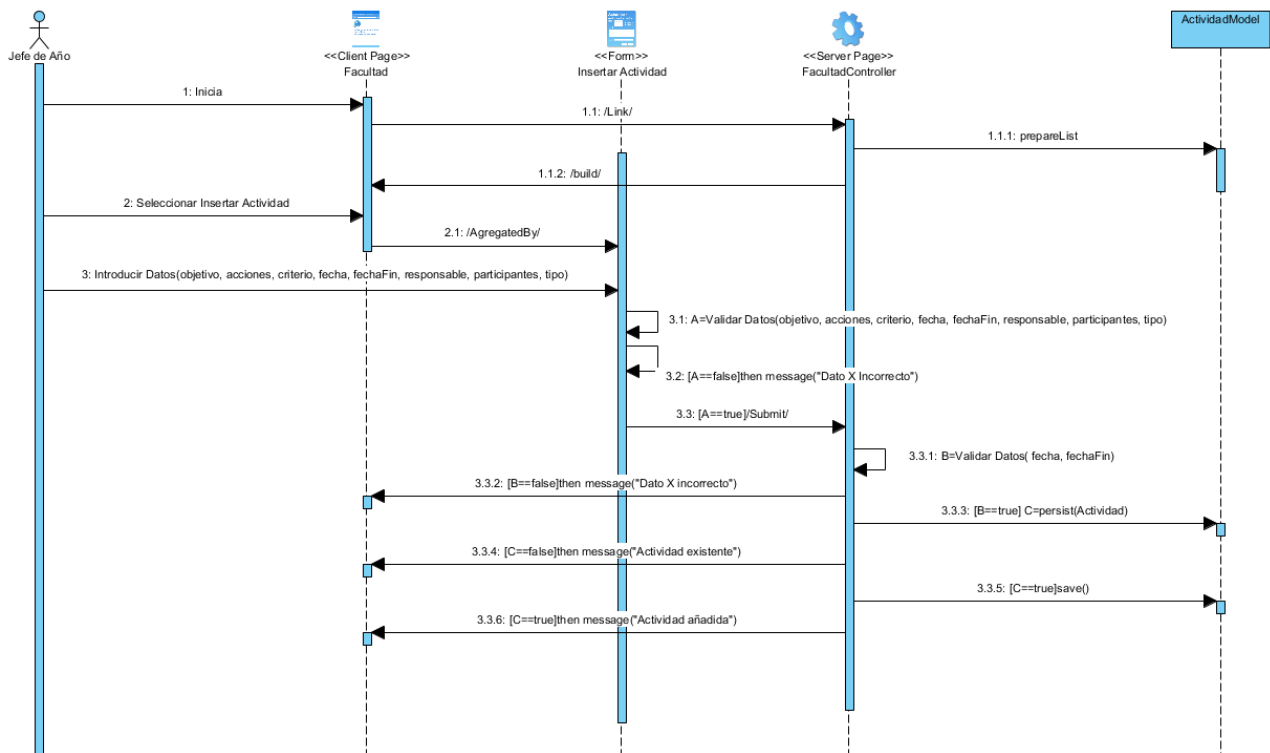 Jefe de Año
<<Client Page>>
Facultad
<<Form>>
Insertar Actividad
<<Server Page>>
FacultadController
ActividadModel
1: Inicia
1.1: /Link/
1.1.1: prepareList
1.1.2: /build/
2: Seleccionar Insertar Actividad
2.1: /AgregatedBy/
3: Introducir Datos(objetivo, acciones, criterio, fecha, fechaFin, responsable, participantes, tipo)
3.1: A=Validar Datos(objetivo, acciones, criterio, fecha, fechaFin, responsable, participantes, tipo)
3.2: [A==false]then message("Dato X Incorrecto")
3.3: [A==true]/Submit/
3.3.1: B=Validar Datos( fecha, fechaFin)
3.3.2: [B==false]then message("Dato X incorrecto")
3.3.3: [B==true] C=persist(Actividad)
3.3.4: [C==false]then message("Actividad existente")
3.3.5: [C==true]save()
3.3.6: [C==true]then message("Actividad añadida")